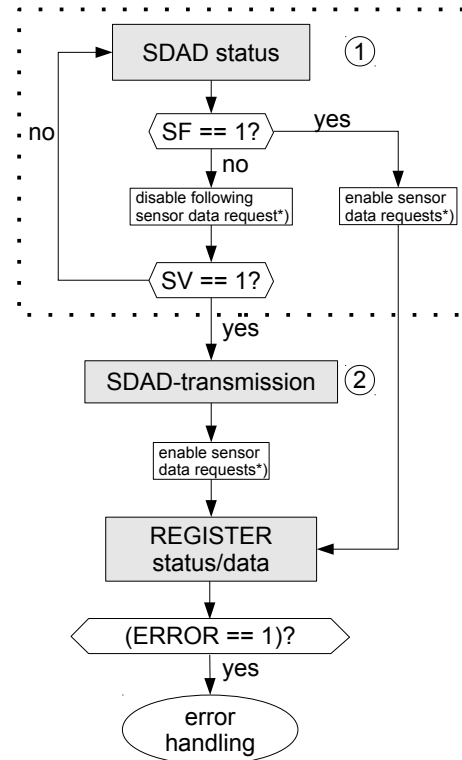 SDAD status
1
SF == 1?
yes
no
no
disable following
sensor data request*)
enable sensor
data requests*)
SV == 1?
yes
SDAD-transmission
2
enable sensor
data requests*)
REGISTER
status/data
(ERROR == 1)?
yes
error
handling